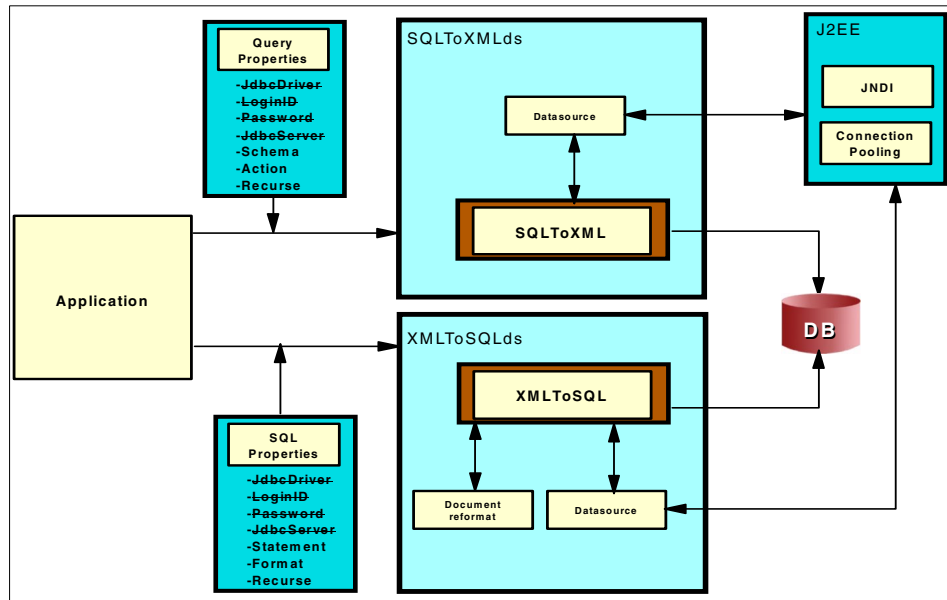 Query
Properties
-JdbcDriver
-LoginID
-Password
-JdbcServer
-Schema
-Action
-Recurse
SQLToXMLds
Datasource
SQLToXML
J2EE
JNDI
Connection
Pooling
Application
DB
XMLToSQLds
XMLToSQL
Document
reformat
Datasource
SQL
Properties
-JdbcDriver
-LoginID
-Password
-JdbcServer
-Statement
-Format
-Recurse